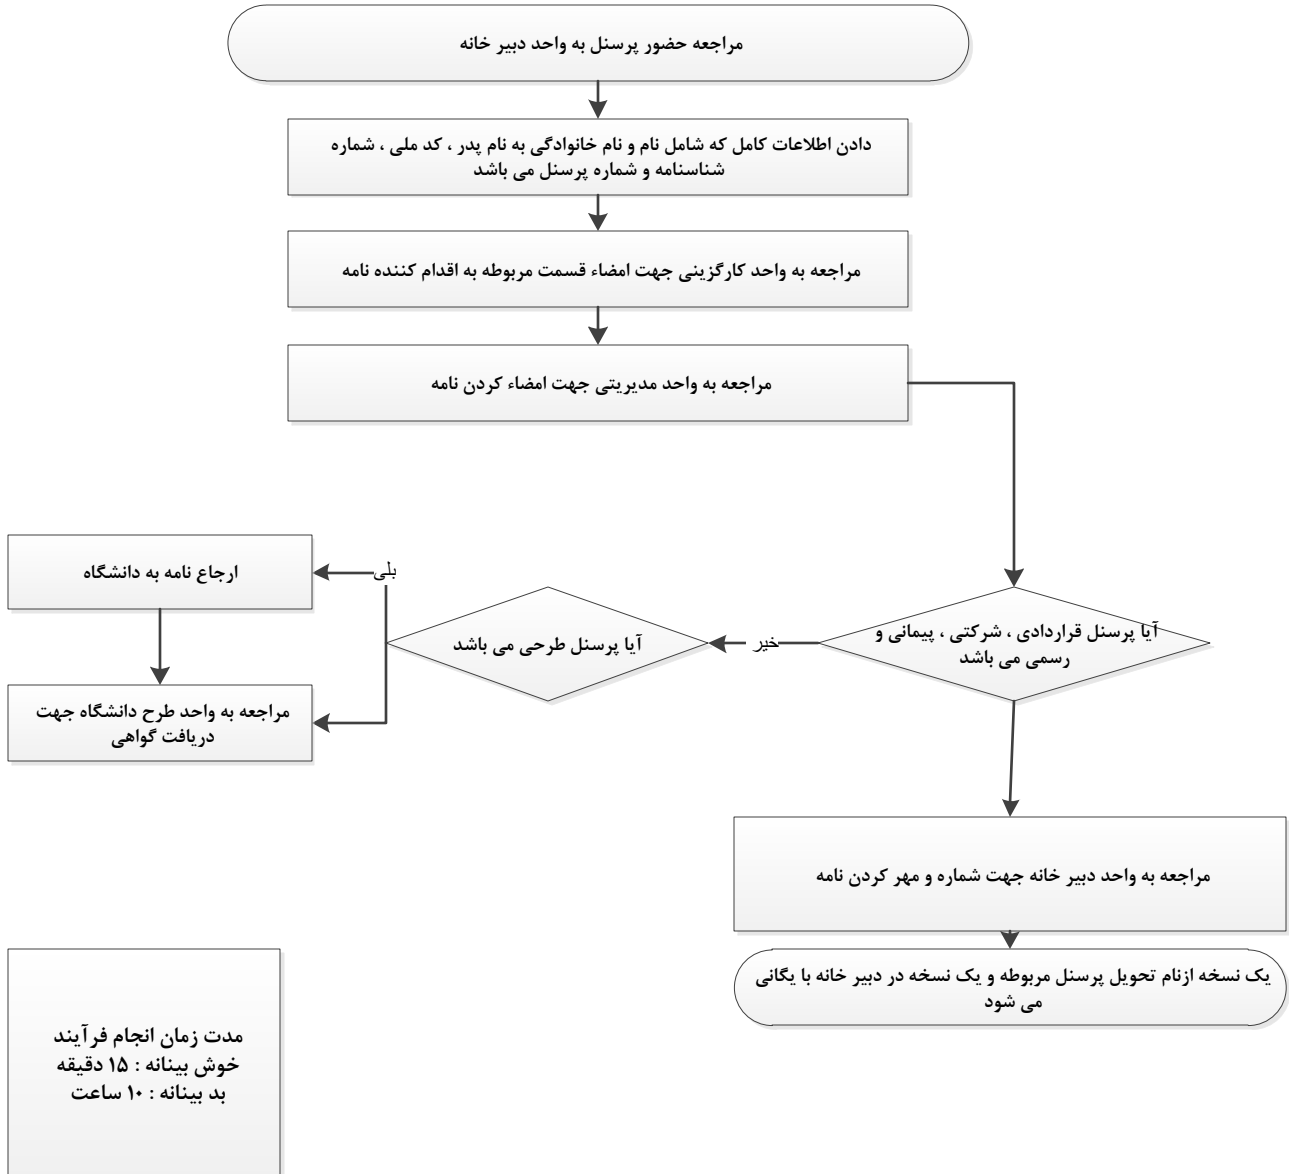 مراجعه حضور پرسنل به واحد دبیر خانه
دادن اطلاعات کامل که شامل نام و نام خانوادگی به نام پدر ، کد ملی ، شماره
شناسنامه و شماره پرسنل می باشد
مراجعه به واحد کارگزینی جهت امضاء قسمت مربوطه به اقدام کننده نامه
مراجعه به واحد مدیریتی جهت امضاء کردن نامه
آیا پرسنل قراردادی ، شرکتی ، پیمانی و
رسمی می باشد
خیر
آیا پرسنل طرحی می باشد
بلی
ارجاع نامه به دانشگاه
مراجعه به واحد طرح دانشگاه جهت
دریافت گواهی
مراجعه به واحد دبیر خانه جهت شماره و مهر کردن نامه
یک نسخه ازنام تحویل پرسنل مربوطه و یک نسخه در دبیر خانه با یگانی
می شود
مدت زمان انجام فرآیند
خوش بینانه : ۱۵ دقیقه
بد بینانه : ۱۰ ساعت